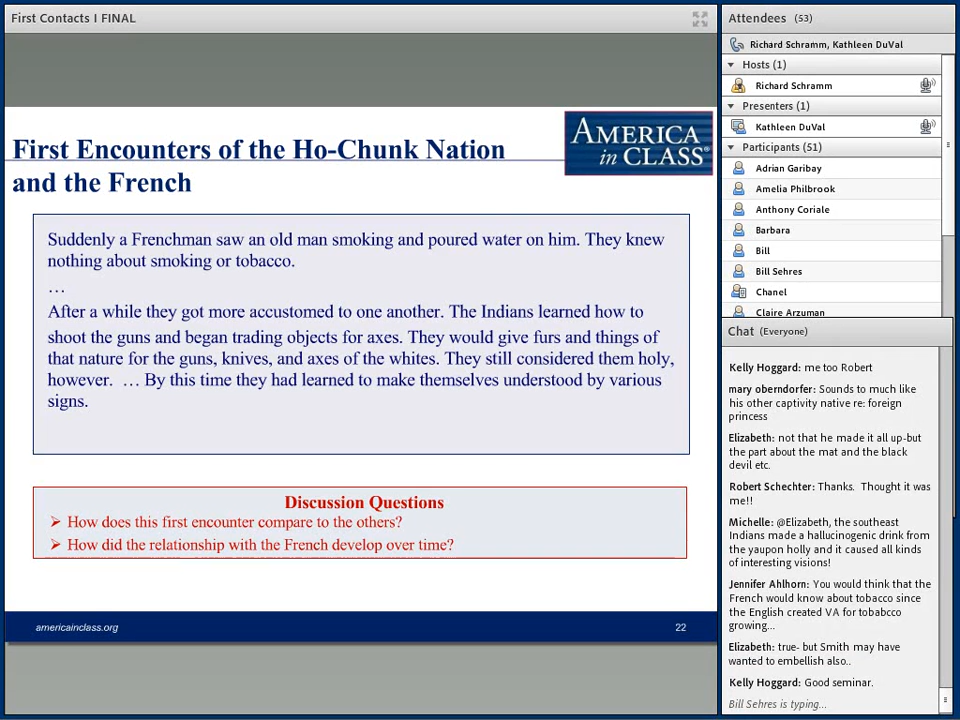 First Contacts I FINAL
First Encounters of the Ho-Chunk Nation
and the French
AMERICA
in CLASS®
Suddenly a Frenchman saw an old man smoking and poured water on him. They knew
nothing about smoking or tobacco.
…
After a while they got more accustomed to one another. The Indians learned how to
shoot the guns and began trading objects for axes. They would give furs and things of
that nature for the guns, knives, and axes of the whites. They still considered them holy,
however. … By this time they had learned to make themselves understood by various
signs.
Discussion Questions
➢ How does this first encounter compare to the others?
➢ How did the relationship with the French develop over time?
americainclass.org
22
Attendees (53)
Richard Schramm, Kathleen DuVal
Hosts (1)
Richard Schramm
Presenters (1)
Kathleen DuVal
Participants (51)
Adrian Garibay
Amelia Philbrook
Anthony Coriale
Barbara
Bill
Bill Sehres
Chanel
Claire Arzuman
Chat (Everyone)
Kelly Hoggard: me too Robert
mary oberndorfer: Sounds to much like
his other captivity native re: foreign
princess
Elizabeth: not that he made it all up-but
the part about the mat and the black
devil etc.
Robert Schechter: Thanks. Thought it was
me!!
Michelle: @Elizabeth, the southeast
Indians made a hallucinogenic drink from
the yaupon holly and it caused all kinds
of interesting visions!
Jennifer Ahlhorn: You would think that the
French would know about tobacco since
the English created VA for tobabcco
growing...
Elizabeth: true- but Smith may have
wanted to embellish also..
Kelly Hoggard: Good seminar.
Bill Sehres is typing...